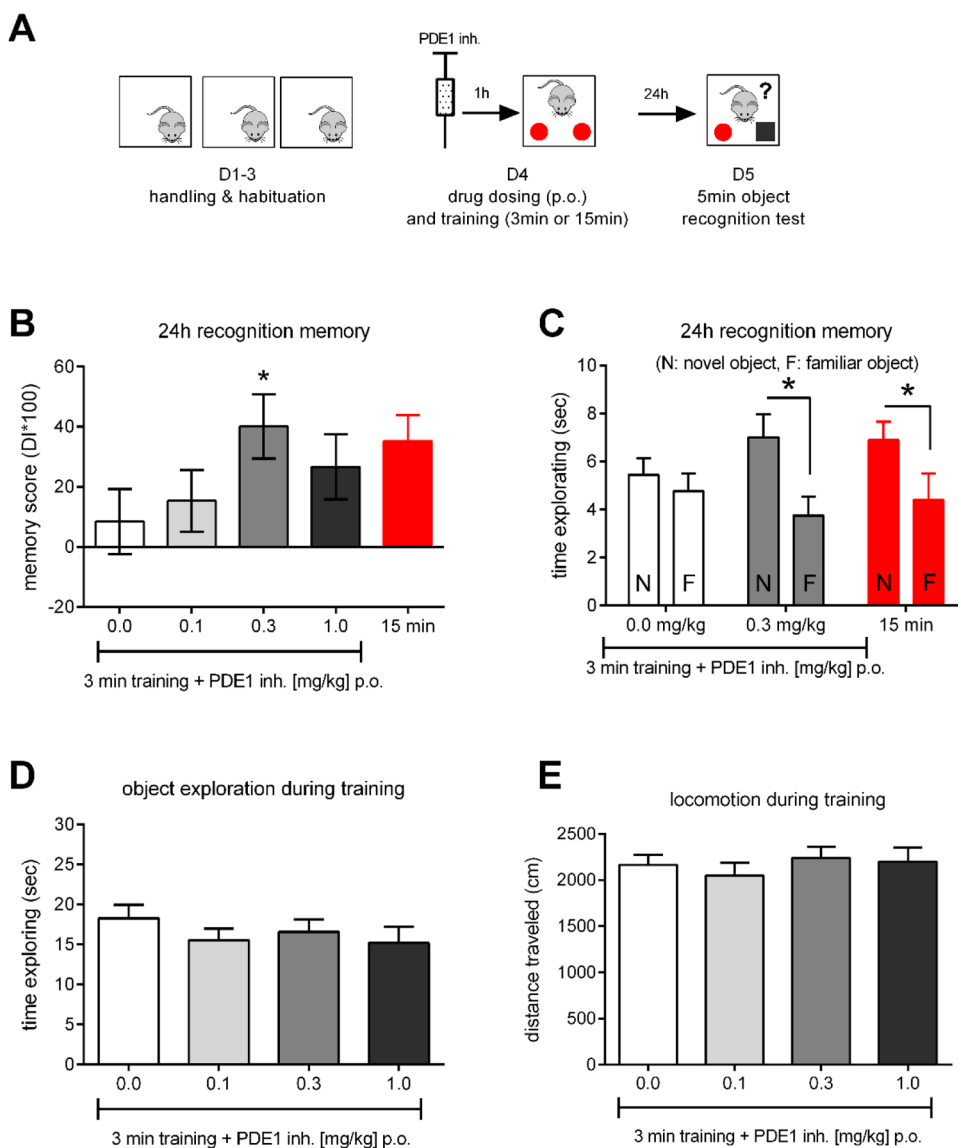 A
PDE1 inh.
1h
24h
?
D1-3
handling & habituation
D4
drug dosing (p.o.)
and training (3min or 15min)
D5
5min object
recognition test
B
24h recognition memory
memory score (DI*100)
60
40
20
0
-20
*
0.0
0.1
0.3
1.0
15 min
3 min training + PDE1 inh. [mg/kg] p.o.
C
24h recognition memory
(N: novel object, F: familiar object)
time explorating (sec)
10
8
6
4
2
0
*
*
N
F
N
F
N
F
0.0 mg/kg
0.3 mg/kg
15 min
3 min training + PDE1 inh. [mg/kg] p.o.
D
object exploration during training
time exploring (sec)
30
25
20
15
10
5
0
0.0
0.1
0.3
1.0
3 min training + PDE1 inh. [mg/kg] p.o.
E
locomotion during training
distance traveled (cm)
2500
2000
1500
1000
500
0
0.0
0.1
0.3
1.0
3 min training + PDE1 inh. [mg/kg] p.o.